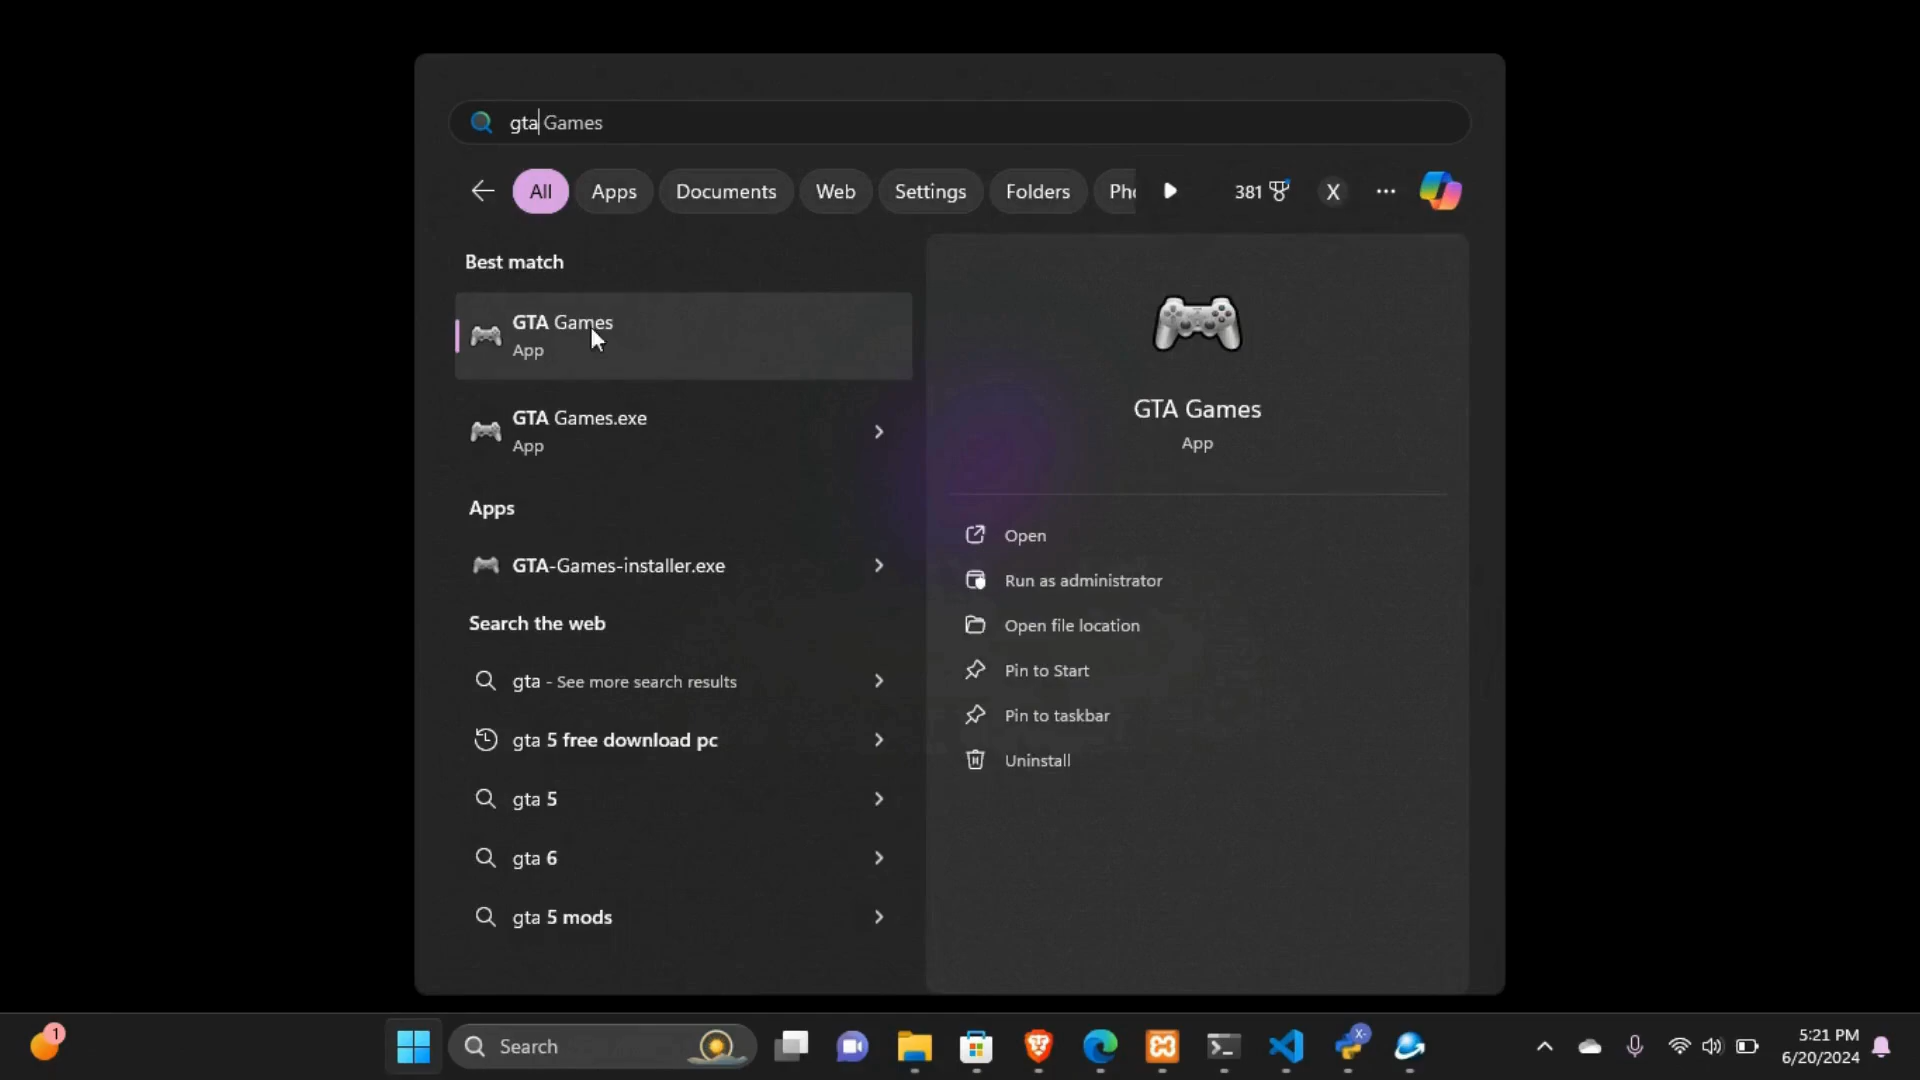 gta Games
All Apps Documents Web Settings Folders Pho 381 X
Best match
GTA Games
App
GTA Games.exe
App
Apps
GTA-Games-installer.exe
Search the web
gta - See more search results
gta 5 free download pc
gta 5
gta 6
gta 5 mods
GTA Games
App
Open
Run as administrator
Open file location
Pin to Start
Pin to taskbar
Uninstall
1
Search
X-
5:21 PM
6/20/2024